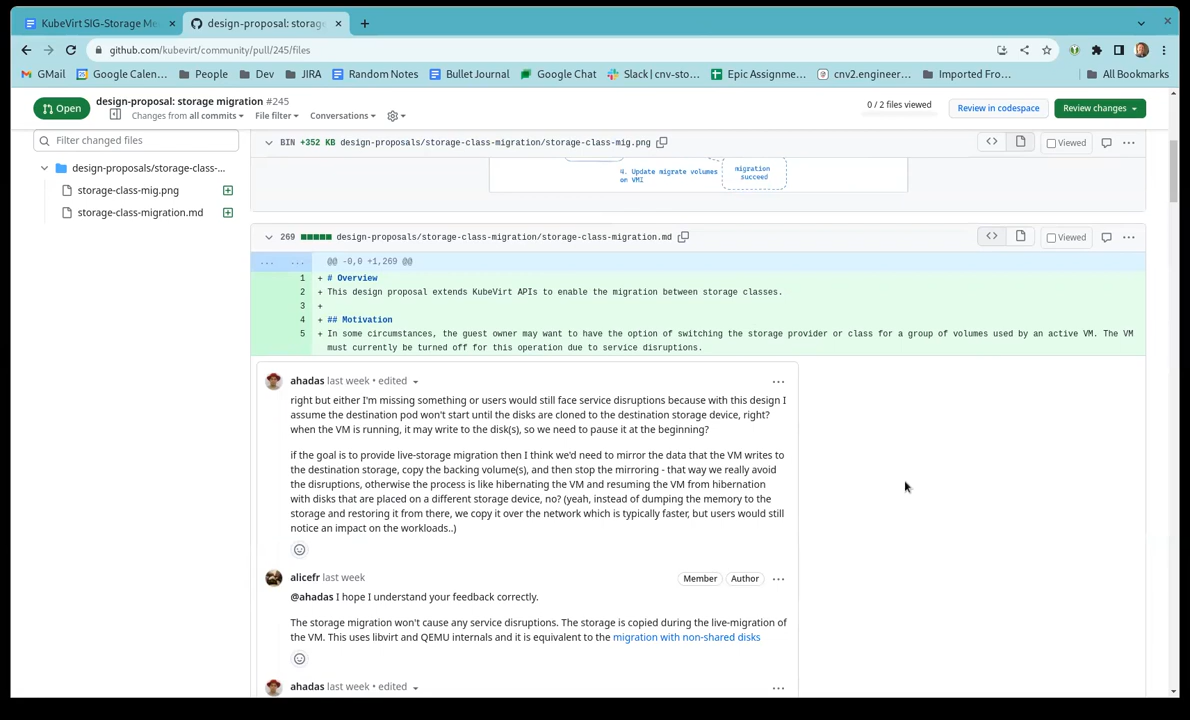 KubeVirt SIG-Storage Me
design-proposal: storag
github.com/kubevirt/community/pull/245/files
GMail
Google Calen...
People
Dev
JIRA
Random Notes
Bullet Journal
Google Chat
Slack | cnv-sto...
Epic Assignme...
cnv2.engineer...
Imported Fro...
All Bookmarks
Open
design-proposal: storage migration #245
Changes from all commits
File filter
Conversations
0 / 2 files viewed
Review in codespace
Review changes
Filter changed files
design-proposals/storage-class-...
storage-class-mig.png
storage-class-migration.md
BIN +352 KB design-proposals/storage-class-migration/storage-class-mig.png
Viewed
4. Update migrate volumes
on VMI
migration
succeed
269 design-proposals/storage-class-migration/storage-class-migration.md
Viewed
... ... @@ -0,0 +1,269 @@
1 + # Overview
2 + This design proposal extends KubeVirt APIs to enable the migration between storage classes.
3 +
4 + ## Motivation
5 + In some circumstances, the guest owner may want to have the option of switching the storage provider or class for a group of volumes used by an active VM. The VM
must currently be turned off for this operation due to service disruptions.
ahadas last week • edited
right but either I'm missing something or users would still face service disruptions because with this design I
assume the destination pod won't start until the disks are cloned to the destination storage device, right?
when the VM is running, it may write to the disk(s), so we need to pause it at the beginning?
if the goal is to provide live-storage migration then I think we'd need to mirror the data that the VM writes to
the destination storage, copy the backing volume(s), and then stop the mirroring - that way we really avoid
the disruptions, otherwise the process is like hibernating the VM and resuming the VM from hibernation
with disks that are placed on a different storage device, no? (yeah, instead of dumping the memory to the
storage and restoring it from there, we copy it over the network which is typically faster, but users would still
notice an impact on the workloads..)
alicefr last week
Member
Author
@ahadas I hope I understand your feedback correctly.
The storage migration won't cause any service disruptions. The storage is copied during the live-migration of
the VM. This uses libvirt and QEMU internals and it is equivalent to the migration with non-shared disks
ahadas last week • edited